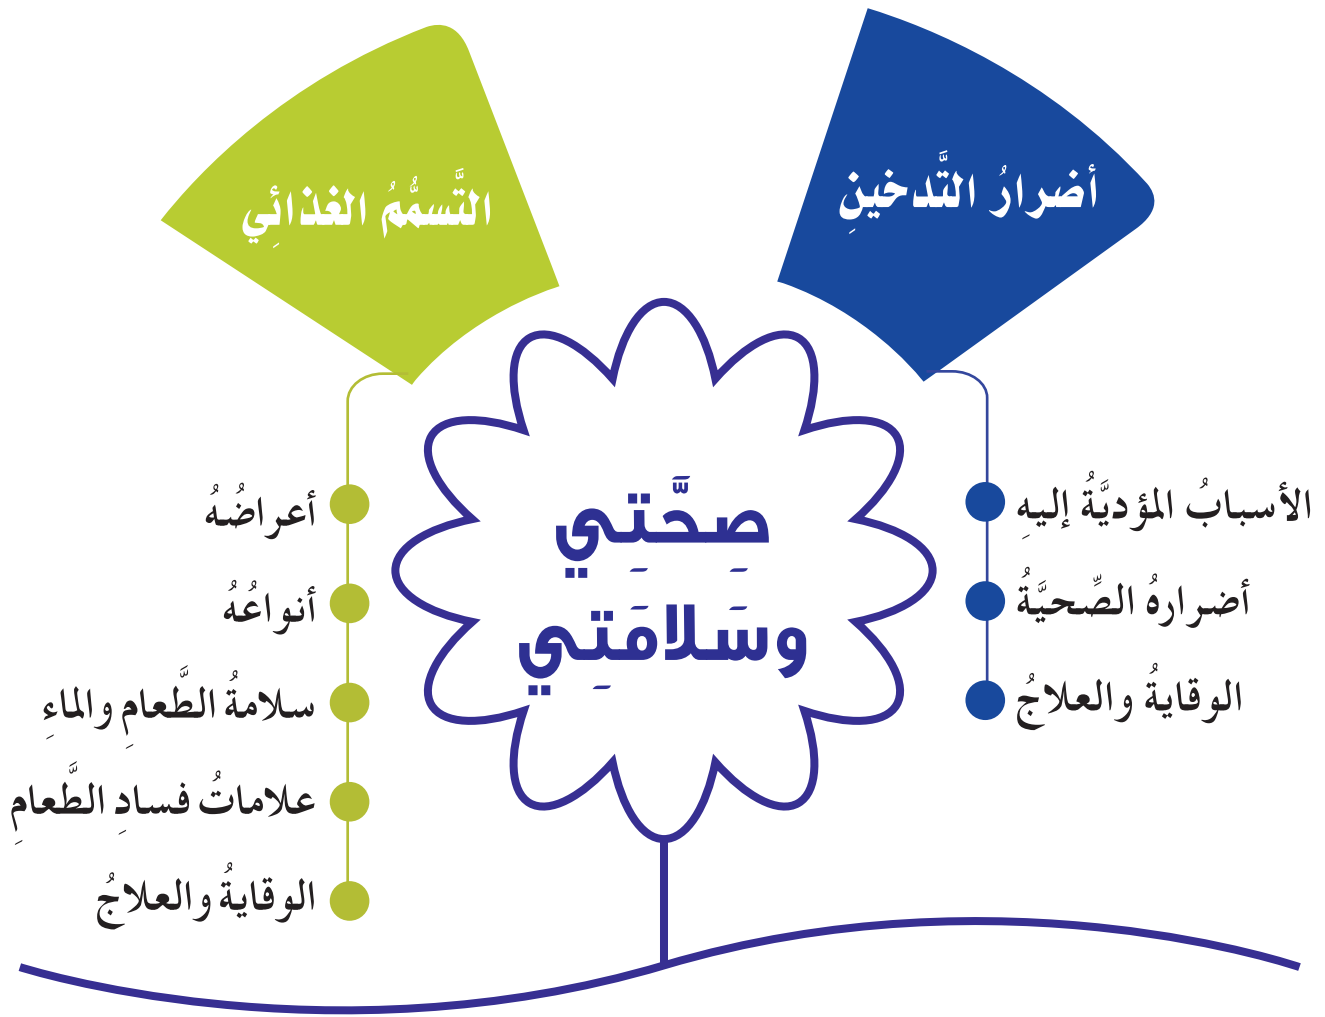 أضرارُ التَّدخينِ
التَّسمُّمُ الغذائِي
صِحَّتِي
وسَلامَتِي
الأسبابُ المؤديَّةُ إليهِ
أضرارهُ الصِّحيَّةُ
الوقايةُ والعلاجُ
أعراضُهُ
أنواعُهُ
سلامةُ الطَّعامِ والماءِ
علاماتُ فسادِ الطَّعامِ
الوقايةُ والعلاجُ